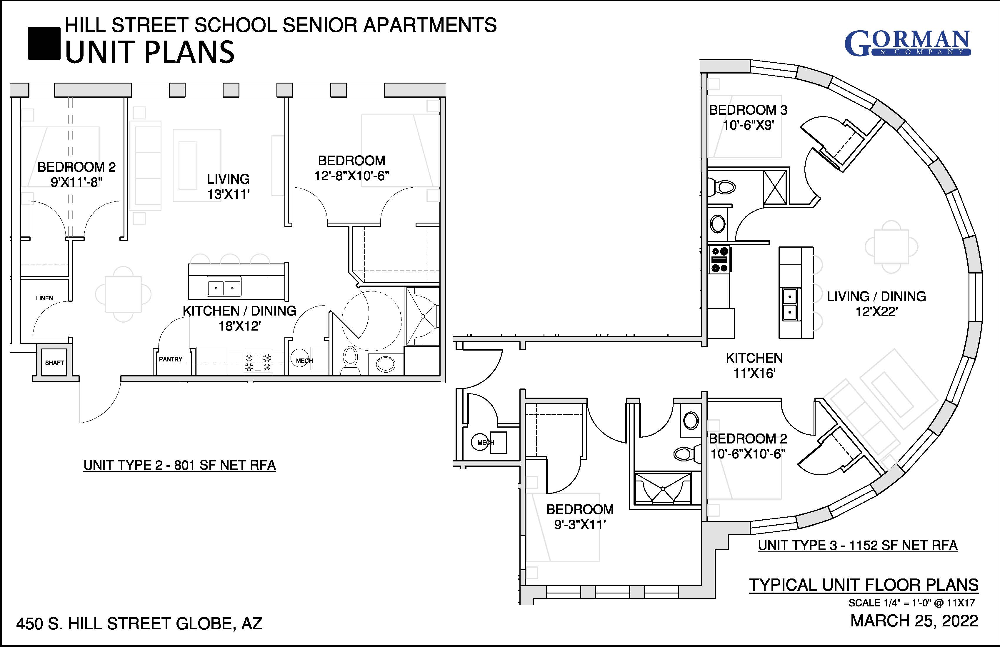 HILL STREET SCHOOL SENIOR APARTMENTS
UNIT PLANS
GORMAN
& COMPANY
BEDROOM 2
9'X11'-8"
LIVING
13'X11'
BEDROOM
12'-8"X10'-6"
LINEN
KITCHEN / DINING
18'X12'
SHAFT
PANTRY
MECH
UNIT TYPE 2 - 801 SF NET RFA
BEDROOM 3
10'-6"X9'
LIVING / DINING
12'X22'
KITCHEN
11'X16'
MECH
BEDROOM 2
10'-6"X10'-6"
BEDROOM
9'-3"X11'
UNIT TYPE 3 - 1152 SF NET RFA
TYPICAL UNIT FLOOR PLANS
SCALE 1/4" = 1'-0" @ 11X17
MARCH 25, 2022
450 S. HILL STREET GLOBE, AZ